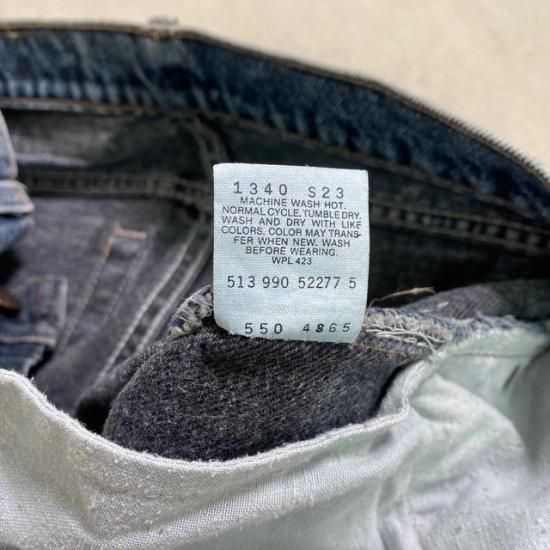 1340 S23
MACHINE WASH HOT.
NORMAL CYCLE. TUMBLE DRY.
WASH AND DRY WITH LIKE
COLORS. COLOR MAY TRANS-
FER WHEN NEW. WASH
BEFORE WEARING.
WPL 423
513 990 52277 5
550 4865